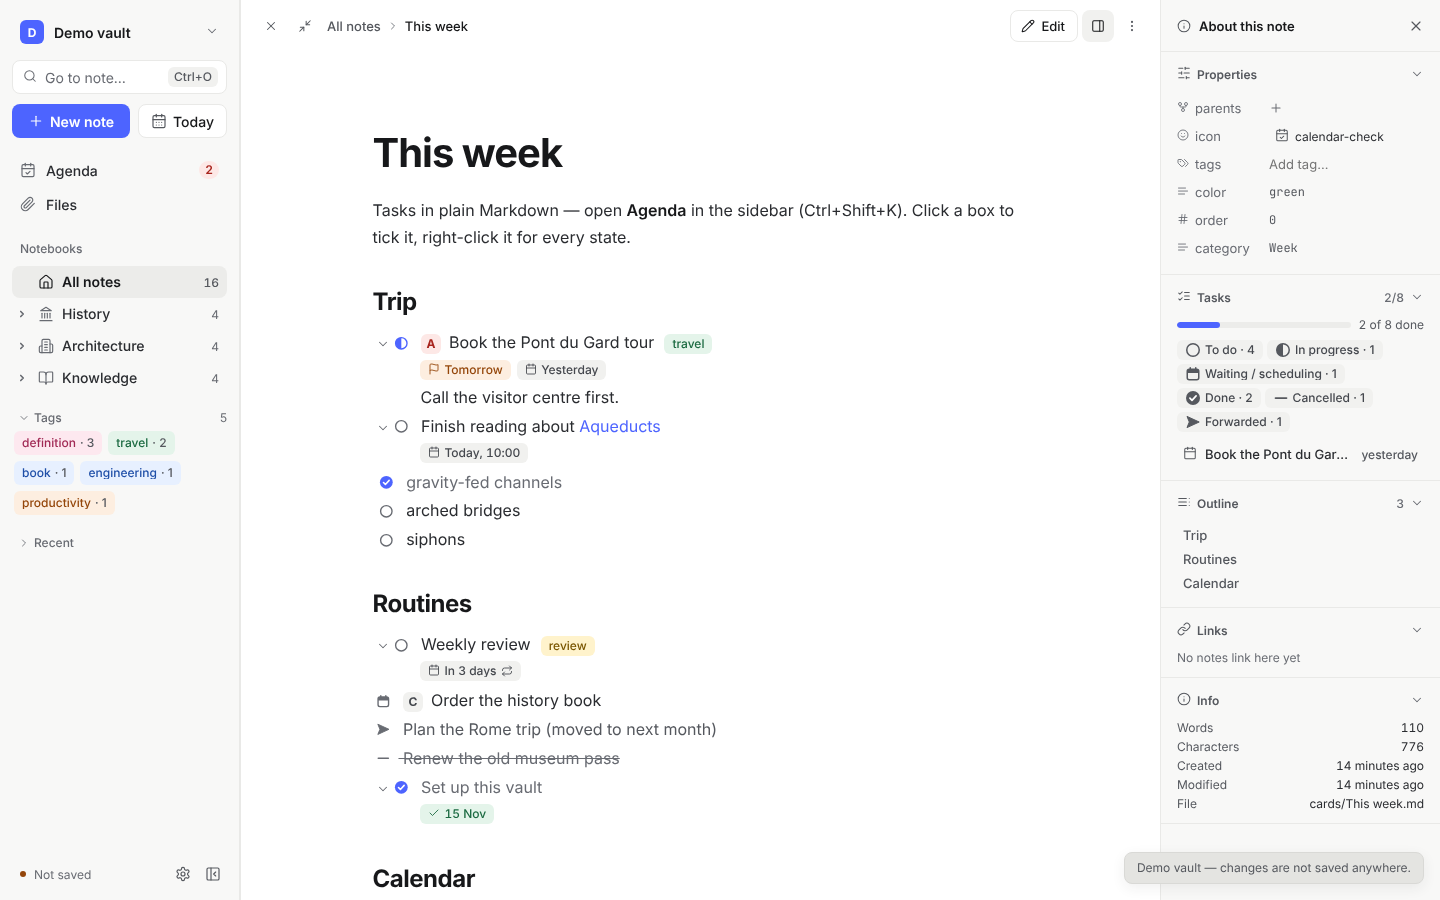 D Demo vault
Go to note... Ctrl+O
New note Today
Agenda 2
Files
Notebooks
All notes 16
History 4
Architecture 4
Knowledge 4
Tags 5
definition · 3 travel · 2
book · 1 engineering · 1
productivity · 1
Recent
Not saved
All notes This week
Edit
This week
Tasks in plain Markdown — open Agenda in the sidebar (Ctrl+Shift+K). Click a box to
tick it, right-click it for every state.
Trip
A Book the Pont du Gard tour travel
Tomorrow Yesterday
Call the visitor centre first.
Finish reading about Aqueducts
Today, 10:00
gravity-fed channels
arched bridges
siphons
Routines
Weekly review review
In 3 days
C Order the history book
Plan the Rome trip (moved to next month)
Renew the old museum pass
Set up this vault
15 Nov
Calendar
About this note
Properties
parents
icon calendar-check
tags Add tag...
color green
order 0
category Week
Tasks 2/8
2 of 8 done
To do · 4 In progress · 1
Waiting / scheduling · 1
Done · 2 Cancelled · 1
Forwarded · 1
Book the Pont du Gar... yesterday
Outline 3
Trip
Routines
Calendar
Links
No notes link here yet
Info
Words 110
Characters 776
Created 14 minutes ago
Modified 14 minutes ago
File cards/This week.md
Demo vault — changes are not saved anywhere.